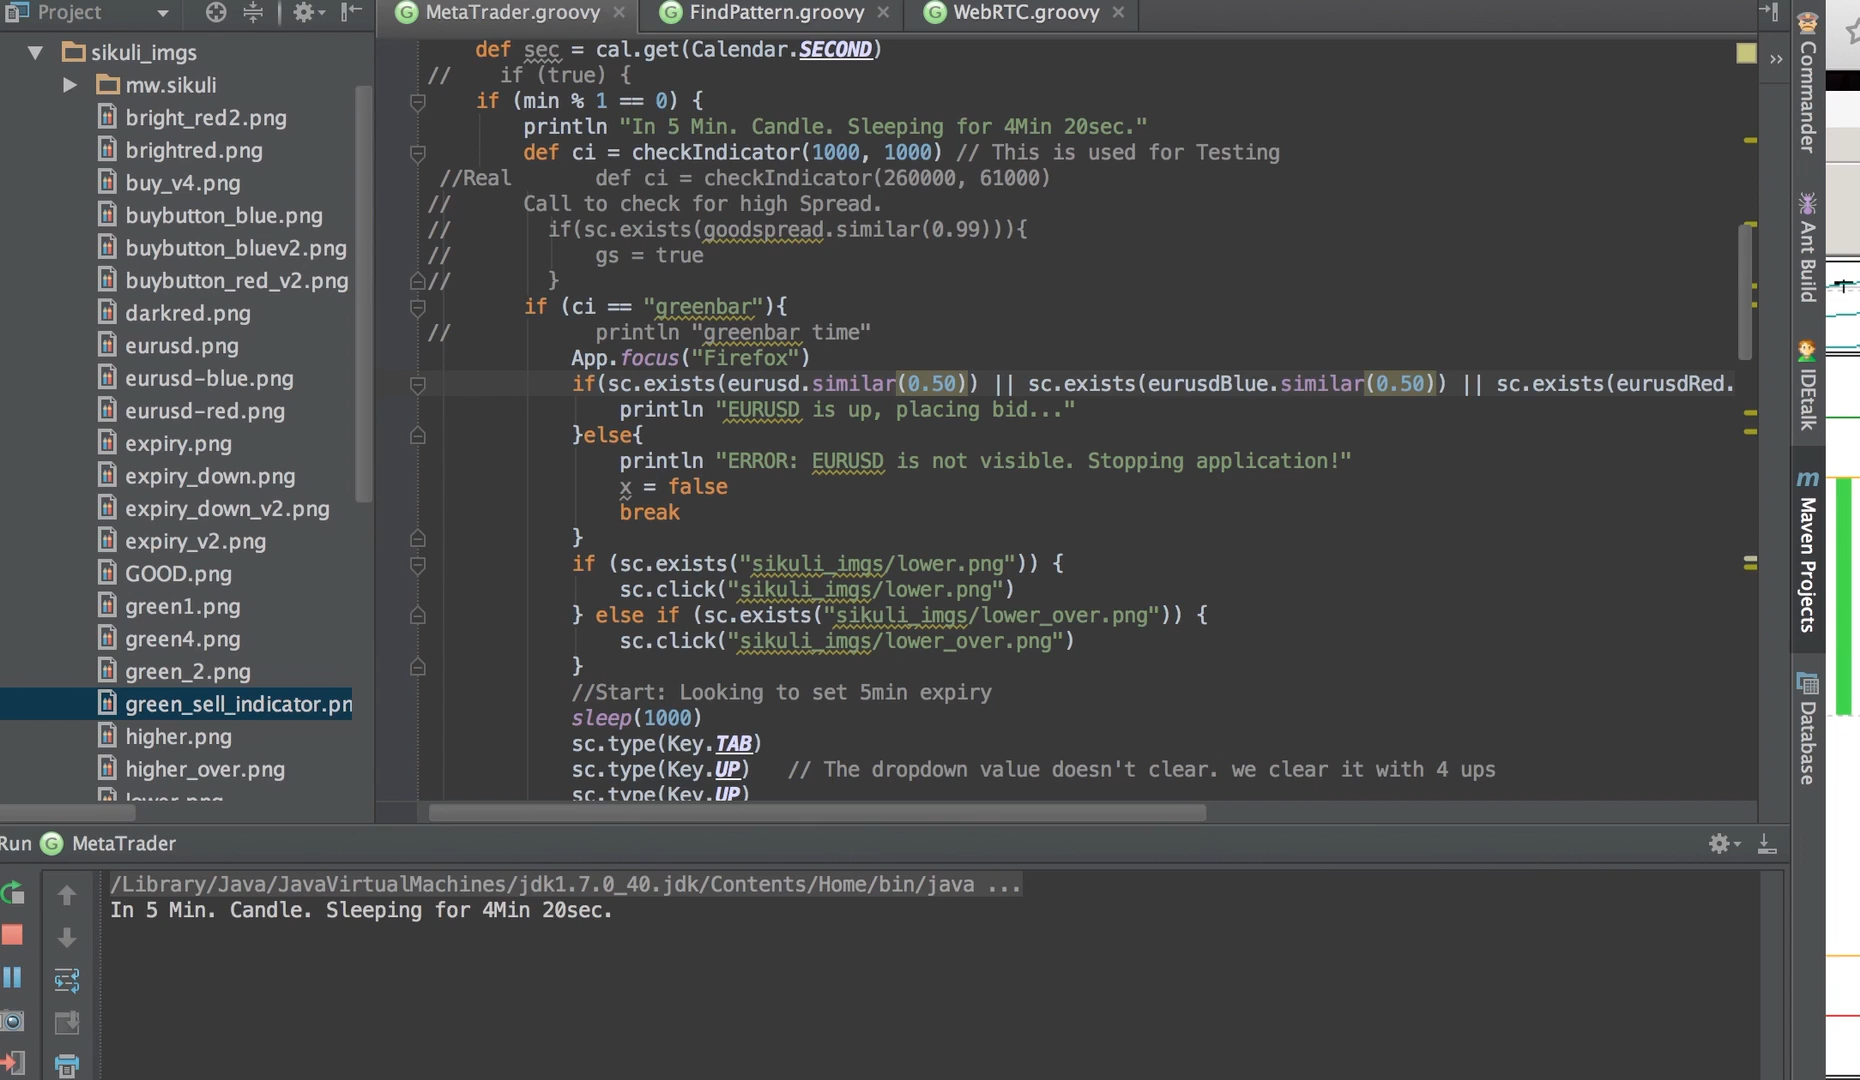 Project
MetaTrader.groovy
FindPattern.groovy
WebRTC.groovy
sikuli_imgs
mw.sikuli
bright_red2.png
brightred.png
buy_v4.png
buybutton_blue.png
buybutton_bluev2.png
buybutton_red_v2.png
darkred.png
eurusd.png
eurusd-blue.png
eurusd-red.png
expiry.png
expiry_down.png
expiry_down_v2.png
expiry_v2.png
GOOD.png
green1.png
green4.png
green_2.png
green_sell_indicator.pn
higher.png
higher_over.png
lower.png
def sec = cal.get(Calendar.SECOND)
// if (true) {
if (min % 1 == 0) {
println "In 5 Min. Candle. Sleeping for 4Min 20sec."
def ci = checkIndicator(1000, 1000) // This is used for Testing
//Real def ci = checkIndicator(260000, 61000)
// Call to check for high Spread.
// if(sc.exists(goodspread.similar(0.99))){
// gs = true
// }
if (ci == "greenbar"){
// println "greenbar time"
App.focus("Firefox")
if(sc.exists(eurusd.similar(0.50)) || sc.exists(eurusdBlue.similar(0.50)) || sc.exists(eurusdRed.
println "EURUSD is up, placing bid..."
}else{
println "ERROR: EURUSD is not visible. Stopping application!"
x = false
break
}
if (sc.exists("sikuli_imgs/lower.png")) {
sc.click("sikuli_imgs/lower.png")
} else if (sc.exists("sikuli_imgs/lower_over.png")) {
sc.click("sikuli_imgs/lower_over.png")
}
//Start: Looking to set 5min expiry
sleep(1000)
sc.type(Key.TAB)
sc.type(Key.UP) // The dropdown value doesn't clear. we clear it with 4 ups
sc.type(Key.UP)
Commander
Ant Build
IDEtalk
Maven Projects
Database
Run MetaTrader
/Library/Java/JavaVirtualMachines/jdk1.7.0_40.jdk/Contents/Home/bin/java ...
In 5 Min. Candle. Sleeping for 4Min 20sec.